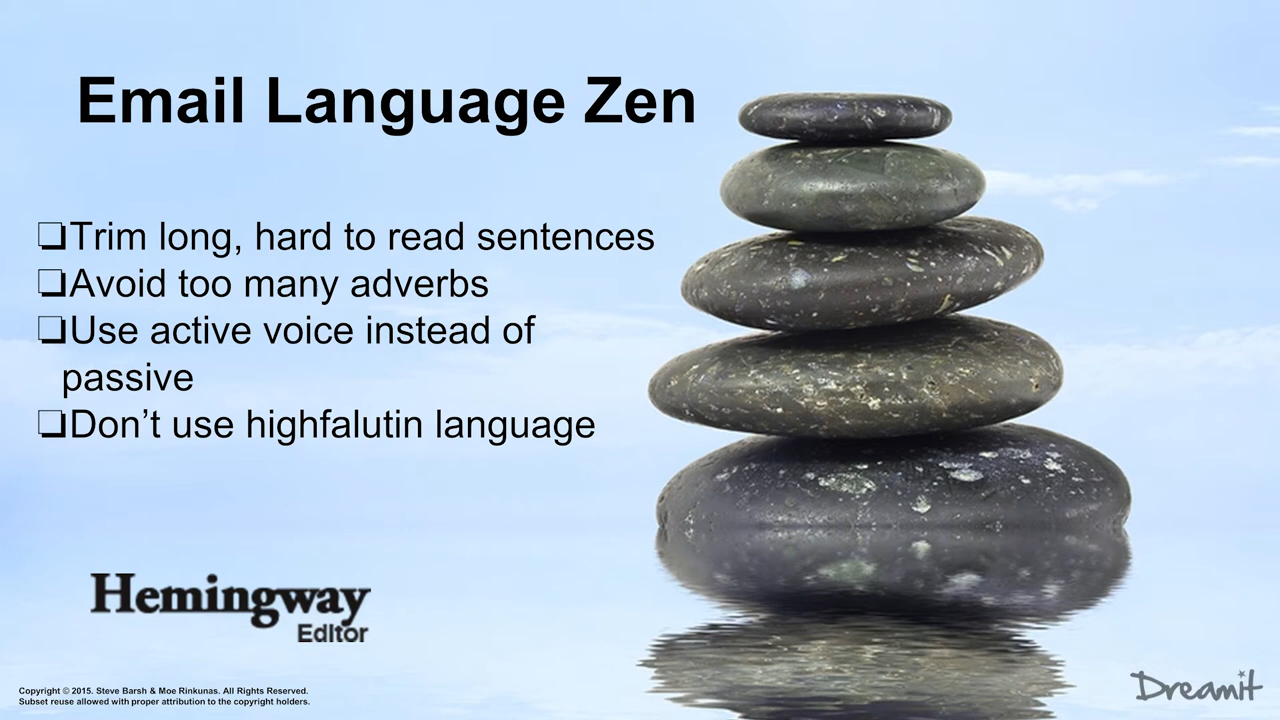 Email Language Zen
❏Trim long, hard to read sentences
❏Avoid too many adverbs
❏Use active voice instead of
passive
❏Don’t use highfalutin language
Hemingway
Editor
Copyright © 2015. Steve Barsh & Moe Rinkunas. All Rights Reserved.
Subset reuse allowed with proper attribution to the copyright holders.
Dreamit